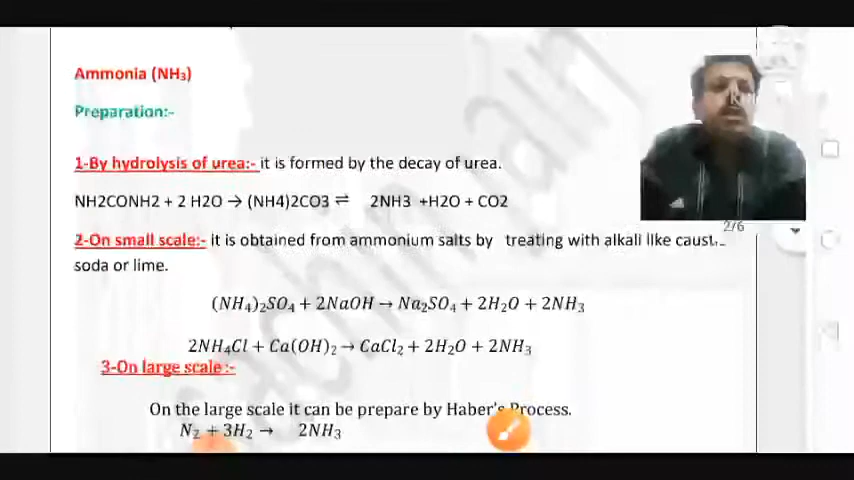 Ammonia (NH₃)
Preparation:-
1-By hydrolysis of urea:- it is formed by the decay of urea.
NH2CONH2 + 2 H2O → (NH4)2CO3 ⇌ 2NH3 +H2O + CO2
2-On small scale:- it is obtained from ammonium salts by treating with alkali like
soda or lime.
(NH₄)₂SO₄ + 2NaOH → Na₂SO₄ + 2H₂O + 2NH₃
2NH₄Cl + Ca(OH)₂ → CaCl₂ + 2H₂O + 2NH₃
3-On large scale :-
On the large scale it can be prepare by Haber's Process.
N₂ + 3H₂ → 2NH₃
2/6